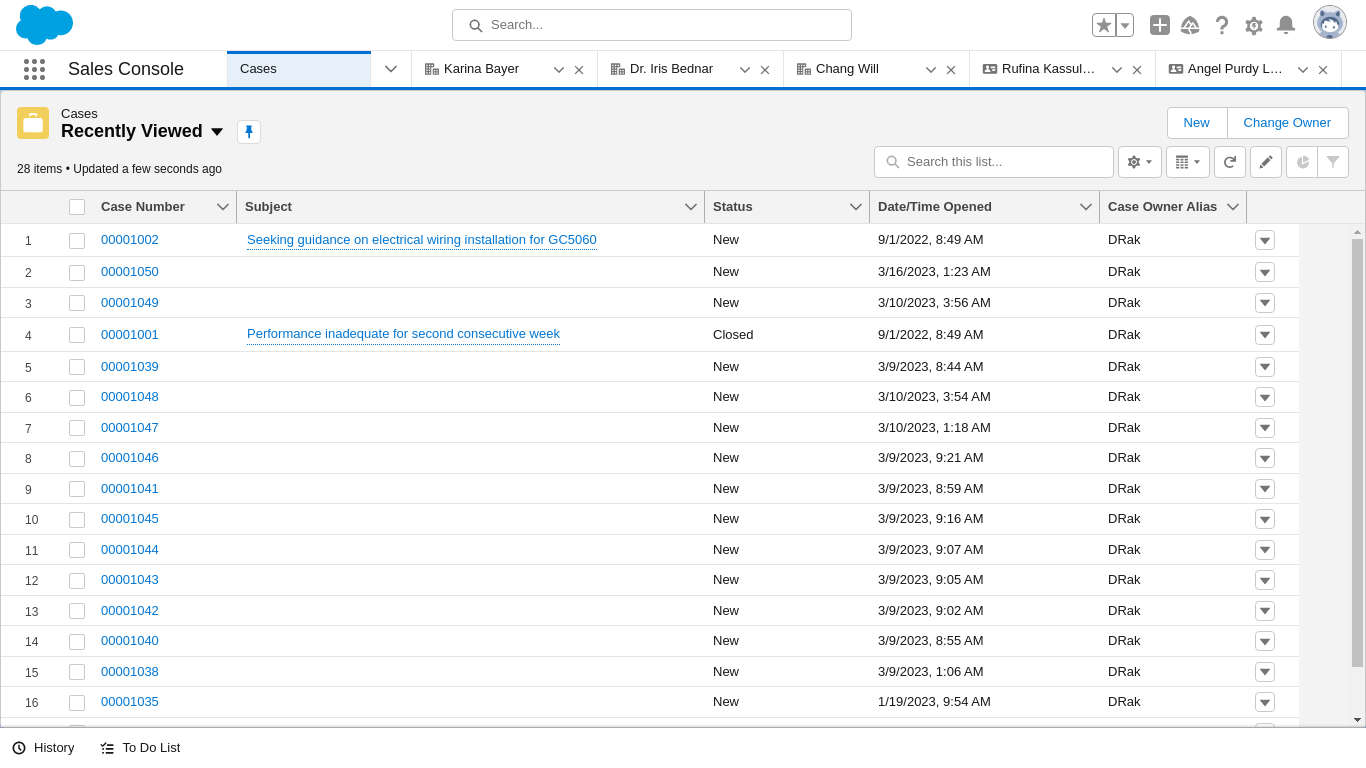 Search...
Sales Console
Cases
Karina Bayer
Dr. Iris Bednar
Chang Will
Rufina Kassul…
Angel Purdy L…
Cases
Recently Viewed
New
Change Owner
28 items • Updated a few seconds ago
Search this list...
Case Number Subject Status Date/Time Opened Case Owner Alias
1 00001002 Seeking guidance on electrical wiring installation for GC5060 New 9/1/2022, 8:49 AM DRak
2 00001050 New 3/16/2023, 1:23 AM DRak
3 00001049 New 3/10/2023, 3:56 AM DRak
4 00001001 Performance inadequate for second consecutive week Closed 9/1/2022, 8:49 AM DRak
5 00001039 New 3/9/2023, 8:44 AM DRak
6 00001048 New 3/10/2023, 3:54 AM DRak
7 00001047 New 3/10/2023, 1:18 AM DRak
8 00001046 New 3/9/2023, 9:21 AM DRak
9 00001041 New 3/9/2023, 8:59 AM DRak
10 00001045 New 3/9/2023, 9:16 AM DRak
11 00001044 New 3/9/2023, 9:07 AM DRak
12 00001043 New 3/9/2023, 9:05 AM DRak
13 00001042 New 3/9/2023, 9:02 AM DRak
14 00001040 New 3/9/2023, 8:55 AM DRak
15 00001038 New 3/9/2023, 1:06 AM DRak
16 00001035 New 1/19/2023, 9:54 AM DRak
History
To Do List